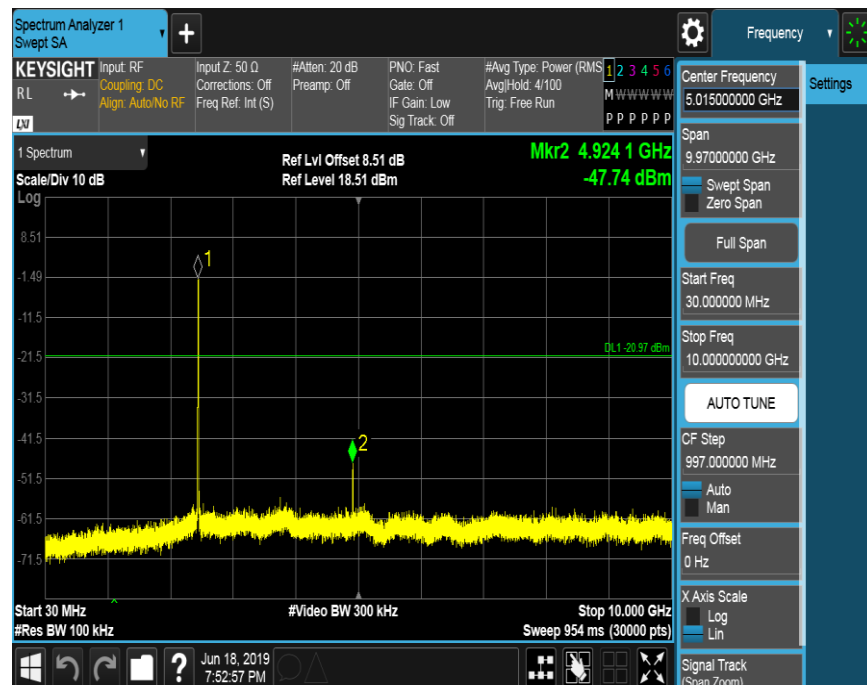 Spectrum Analyzer 1
Swept SA
+
Frequency
KEYSIGHT
RL
LXI
Input: RF
Coupling: DC
Align: Auto/No RF
Input Z: 50 Ω
Corrections: Off
Freq Ref: Int (S)
#Atten: 20 dB
Preamp: Off
PNO: Fast
Gate: Off
IF Gain: Low
Sig Track: Off
#Avg Type: Power (RMS
Avg|Hold: 4/100
Trig: Free Run
1 2 3 4 5 6
M W W W W W
P P P P P P
1 Spectrum
Scale/Div 10 dB
Log
Ref Lvl Offset 8.51 dB
Ref Level 18.51 dBm
Mkr2 4.924 1 GHz
-47.74 dBm
8.51
-1.49
-11.5
-21.5
-31.5
-41.5
-51.5
-61.5
-71.5
1
2
DL1 -20.97 dBm
Start 30 MHz
#Res BW 100 kHz
#Video BW 300 kHz
Stop 10.000 GHz
Sweep 954 ms (30000 pts)
?
Jun 18, 2019
7:52:57 PM
Center Frequency
5.015000000 GHz
Settings
Span
9.97000000 GHz
Swept Span
Zero Span
Full Span
Start Freq
30.000000 MHz
Stop Freq
10.000000000 GHz
AUTO TUNE
CF Step
997.000000 MHz
Auto
Man
Freq Offset
0 Hz
X Axis Scale
Log
Lin
Signal Track
(Span Zoom)